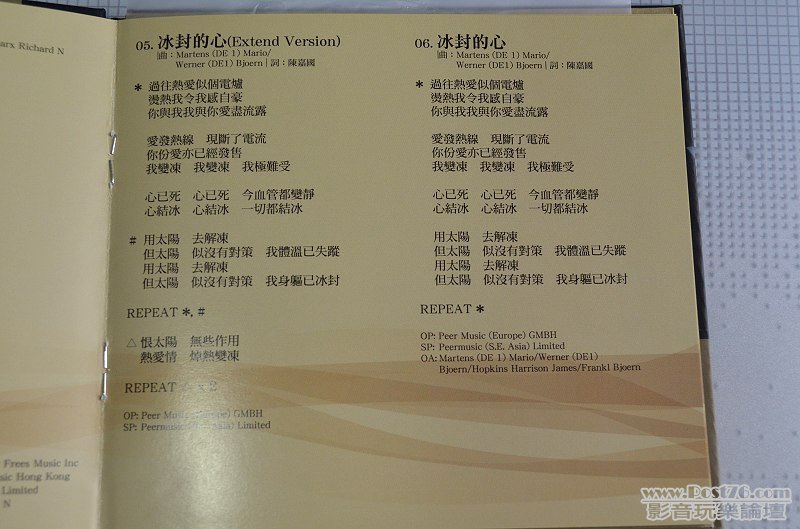 arx Richard N
05. 冰封的心(Extend Version)
曲：Martens (DE 1) Mario/
Werner (DE1) Bjoern | 詞：陳嘉國
* 過往熱愛似個電爐
燙熱我令我感自豪
你與我我與你愛盡流露
愛發熱線 現斷了電流
你份愛亦已經發售
我變凍 我變凍 我極難受
心已死 心已死 今血管都變靜
心結冰 心結冰 一切都結冰
# 用太陽 去解凍
但太陽 似沒有對策 我體溫已失蹤
用太陽 去解凍
但太陽 似沒有對策 我身軀已冰封
REPEAT *, #
△ 恨太陽 無些作用
熱愛情 焯熱變凍
REPEAT △ x 2
OP: Peer Music (Europe) GMBH
SP: Peermusic (S.E. Asia) Limited
06. 冰封的心
曲：Martens (DE 1) Mario/
Werner (DE1) Bjoern | 詞：陳嘉國
* 過往熱愛似個電爐
燙熱我令我感自豪
你與我我與你愛盡流露
愛發熱線 現斷了電流
你份愛亦已經發售
我變凍 我變凍 我極難受
心已死 心已死 今血管都變靜
心結冰 心結冰 一切都結冰
用太陽 去解凍
但太陽 似沒有對策 我體溫已失蹤
用太陽 去解凍
但太陽 似沒有對策 我身軀已冰封
REPEAT *
OP: Peer Music (Europe) GMBH
SP: Peermusic (S.E. Asia) Limited
OA: Martens (DE 1) Mario/Werner (DE1)
Bjoern/Hopkins Harrison James/Frankl Bjoern
Frees Music Inc
sic Hong Kong
Limited
N
www.Post76.com
影音玩樂論壇